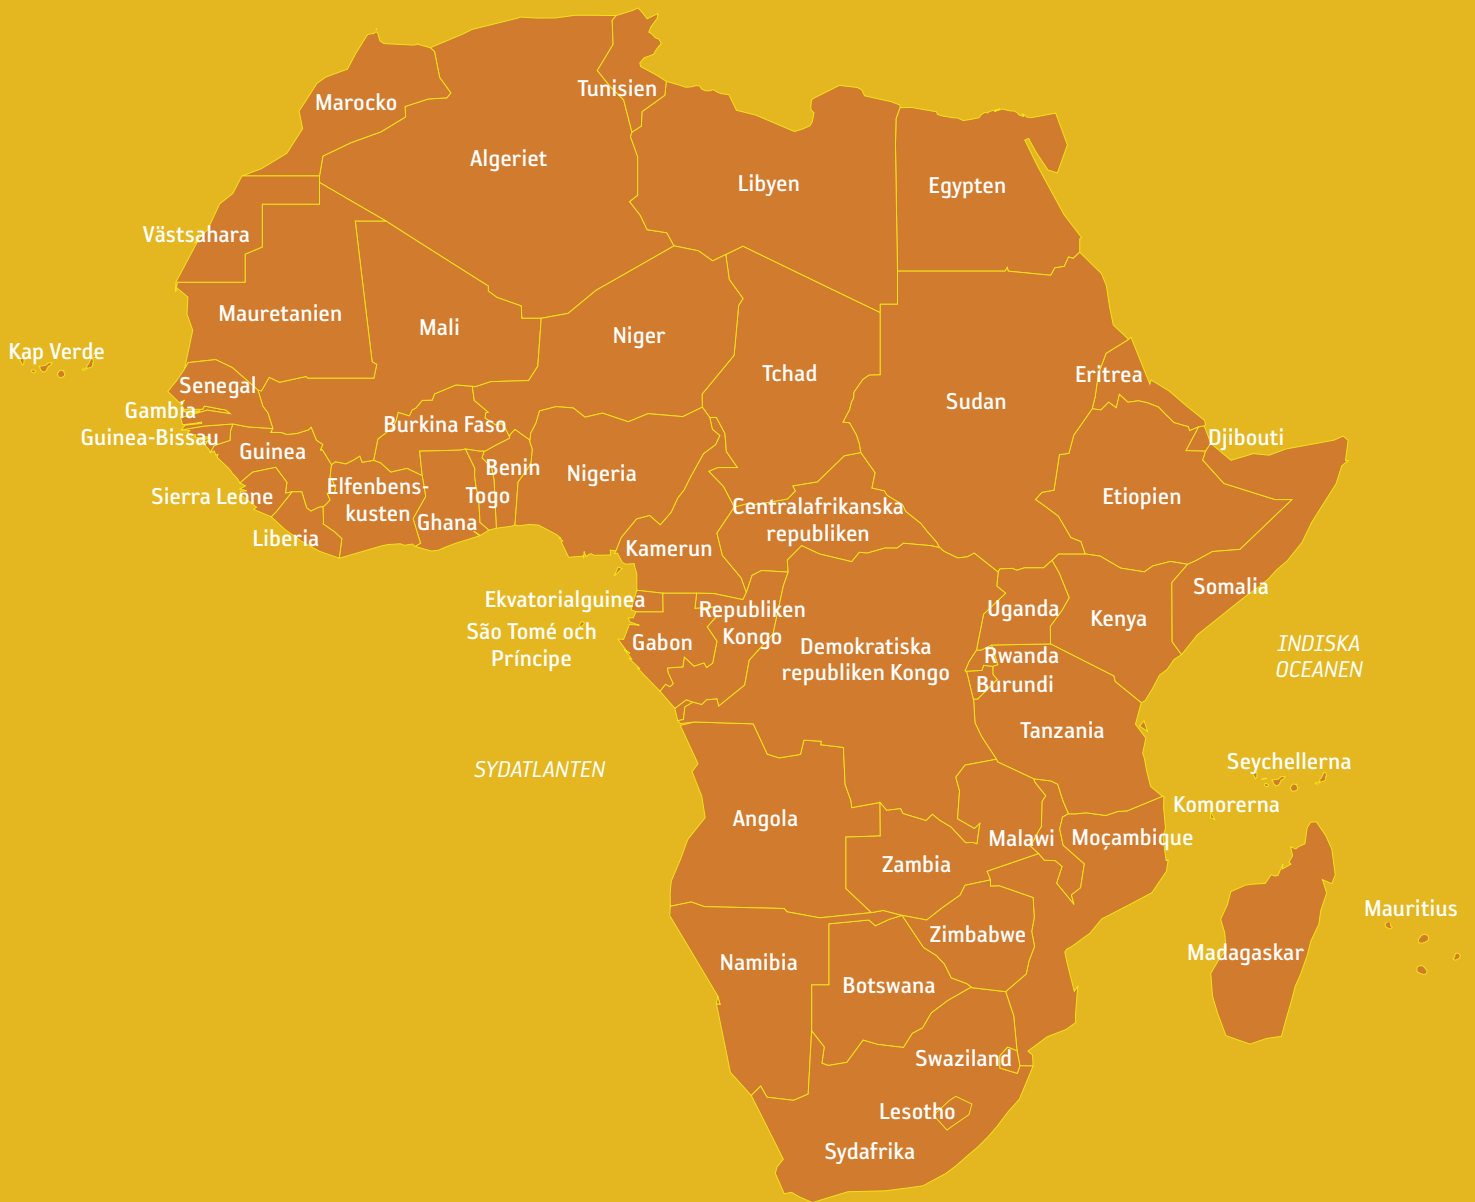 Tunisien
Marocko
Algeriet
Libyen
Egypten
Västsahara
Mauretanien
Mali
Niger
Kap Verde
Tchad
Eritrea
Senegal
Sudan
Gambia
Burkina Faso
Guinea-Bissau
Djibouti
Guinea
Benin
Nigeria
Elfenbens-
kusten
Togo
Sierra Leone
Etiopien
Centralafrikanska
republiken
Ghana
Liberia
Kamerun
Somalia
Ekvatorialguinea
Republiken
Kongo
Uganda
Kenya
São Tomé och
Príncipe
Gabon
Demokratiska
republiken Kongo
INDISKA
OCEANEN
Rwanda
Burundi
Tanzania
SYDATLANTEN
Seychellerna
Komorerna
Angola
Malawi
Moçambique
Zambia
Mauritius
Zimbabwe
Madagaskar
Namibia
Botswana
Swaziland
Lesotho
Sydafrika